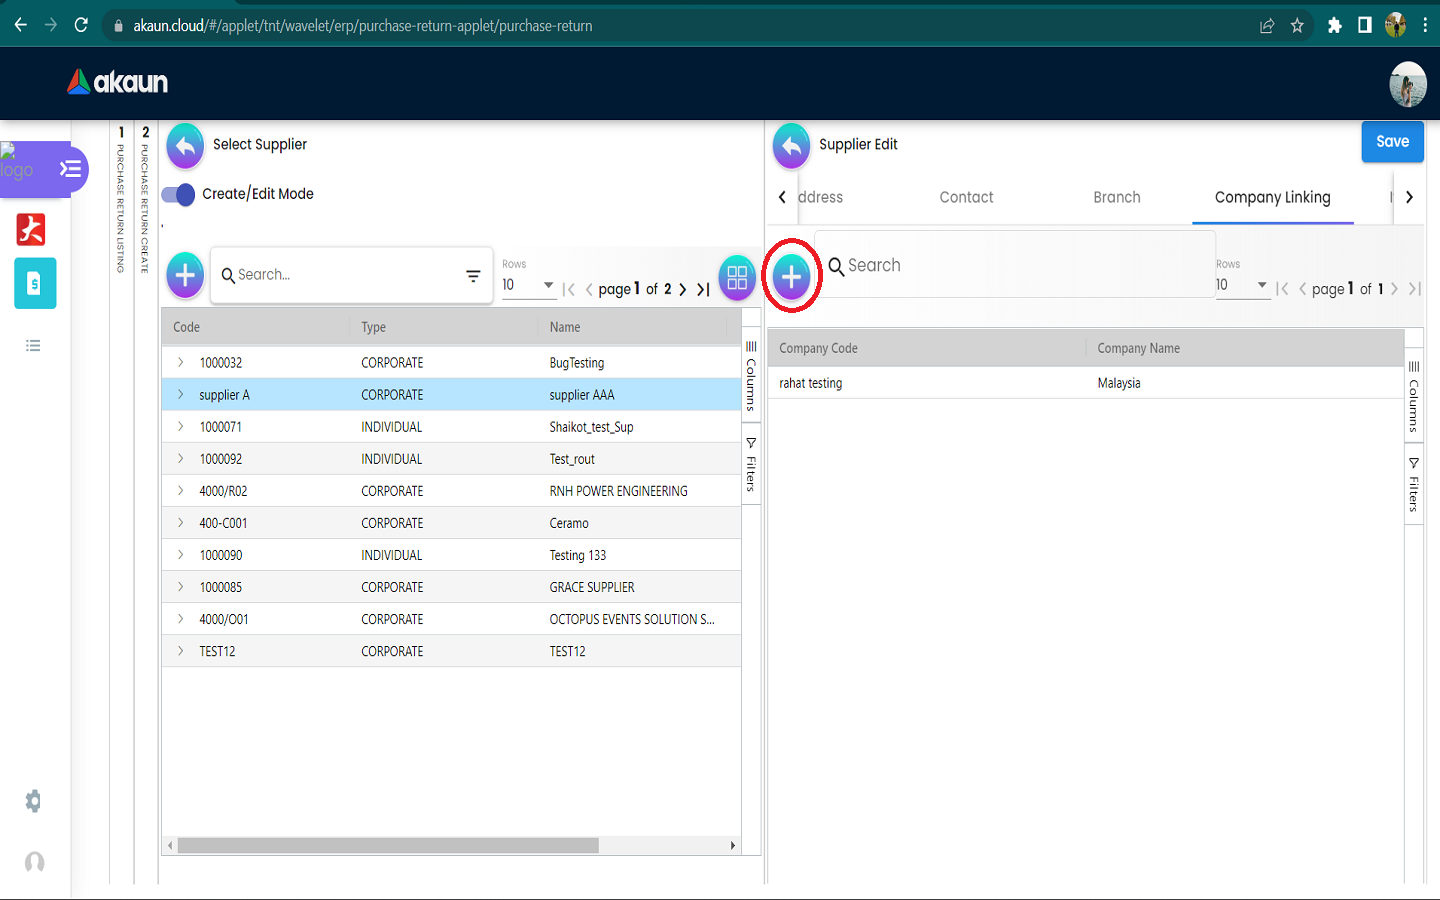 akaun.cloud/#/applet/tnt/wavelet/erp/purchase-return-applet/purchase-return
akaun
logo
1 PURCHASE RETURN LISTING
2 PURCHASE RETURN CREATE
Select Supplier
Create/Edit Mode
Search...
Rows
10
page 1 of 2
Code Type Name
1000032 CORPORATE BugTesting
supplier A CORPORATE supplier AAA
1000071 INDIVIDUAL Shaikot_test_Sup
1000092 INDIVIDUAL Test_rout
4000/R02 CORPORATE RNH POWER ENGINEERING
400-C001 CORPORATE Ceramo
1000090 INDIVIDUAL Testing 133
1000085 CORPORATE GRACE SUPPLIER
4000/O01 CORPORATE OCTOPUS EVENTS SOLUTION S...
TEST12 CORPORATE TEST12
Columns
Filters
Supplier Edit
Save
ddress Contact Branch Company Linking
Search
Rows
10
page 1 of 1
Company Code Company Name
rahat testing Malaysia
Columns
Filters